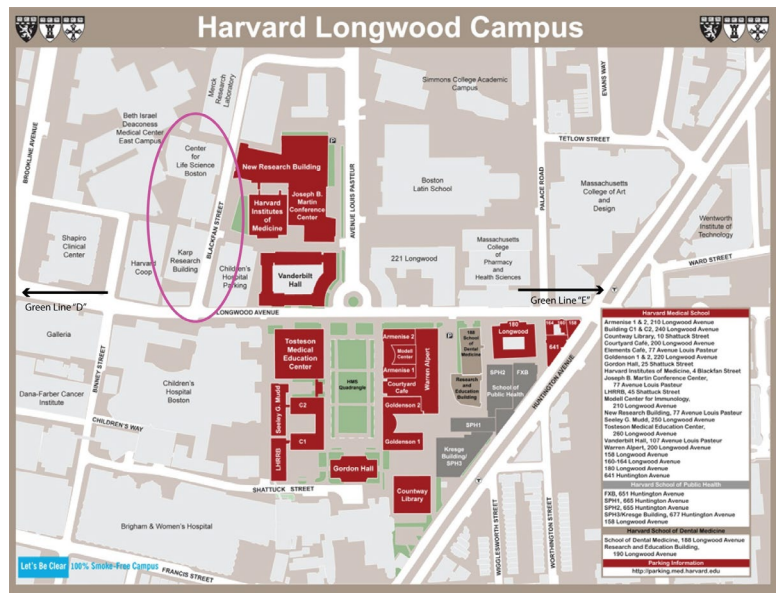 Harvard Longwood Campus
Merck
Research
Laboratory
Simmons College Academic
Campus
EVANS WAY
BROOKLINE AVENUE
Beth Israel
Deaconess
Medical Center
East Campus
Center
for
Life Science
Boston
P
TETLOW STREET
New Research Building
AVENUE LOUIS PASTEUR
Boston
Latin School
PALACE ROAD
Massachusetts
College of Art
and
Design
Harvard
Institutes
of
Medicine
Joseph B.
Martin
Conference
Center
BLACKFAN STREET
Wentworth
Institute of
Technology
Shapiro
Clinical
Center
Harvard
Coop
Karp
Research
Building
Children's
Hospital
Parking
Vanderbilt
Hall
221 Longwood
Massachusetts
College
of
Pharmacy
and
Health Sciences
WARD STREET
Green Line "D"
Green Line "E"
T
LONGWOOD AVENUE
Galleria
BINNEY STREET
Tosteson
Medical
Education
Center
Armenise 2
Modell
Center
Armenise 1
Courtyard
Cafe
Goldenson 2
Goldenson 1
Warren Alpert
P
188
School
of Dental
Medicine
180
Longwood
641
Research
and
Education
Building
SPH2
FXB
School of
Public Health
HUNTINGTON AVENUE
HMS
Quadrangle
Children's
Hospital
Boston
Dana-Farber Cancer
Institute
Seeley G. Mudd
C2
C1
LHRRB
CHILDREN'S WAY
SPH1
Kresge
Building/
SPH3
Gordon Hall
SHATTUCK STREET
Countway
Library
T
Brigham & Women's Hospital
WIGGLESWORTH STREET
WORTHINGTON STREET
FRANCIS STREET
Let's Be Clear 100% Smoke-Free Campus
Harvard Medical School
Armenise 1 & 2, 210 Longwood Avenue
Building C1 & C2, 240 Longwood Avenue
Countway Library, 10 Shattuck Street
Courtyard Café, 200 Longwood Avenue
Elements Café, 77 Avenue Louis Pasteur
Goldenson 1 & 2, 220 Longwood Avenue
Gordon Hall, 25 Shattuck Street
Harvard Institutes of Medicine, 4 Blackfan Street
Joseph B. Martin Conference Center,
77 Avenue Louis Pasteur
LHRRB, 45 Shattuck Street
Modell Center for Immunology,
210 Longwood Avenue
New Research Building, 77 Avenue Louis Pasteur
Seeley G. Mudd, 250 Longwood Avenue
Tosteson Medical Education Center,
260 Longwood Avenue
Vanderbilt Hall, 107 Avenue Louis Pasteur
Warren Alpert, 200 Longwood Avenue
158 Longwood Avenue
160-164 Longwood Avenue
180 Longwood Avenue
641 Huntington Avenue
Harvard School of Public Health
FXB, 651 Huntington Avenue
SPH1, 665 Huntington Avenue
SPH2, 655 Huntington Avenue
SPH3/Kresge Building, 677 Huntington Avenue
158 Longwood Avenue
Harvard School of Dental Medicine
School of Dental Medicine, 188 Longwood Avenue
Research and Education Building,
190 Longwood Avenue
Parking Information
http://parking.med.harvard.edu